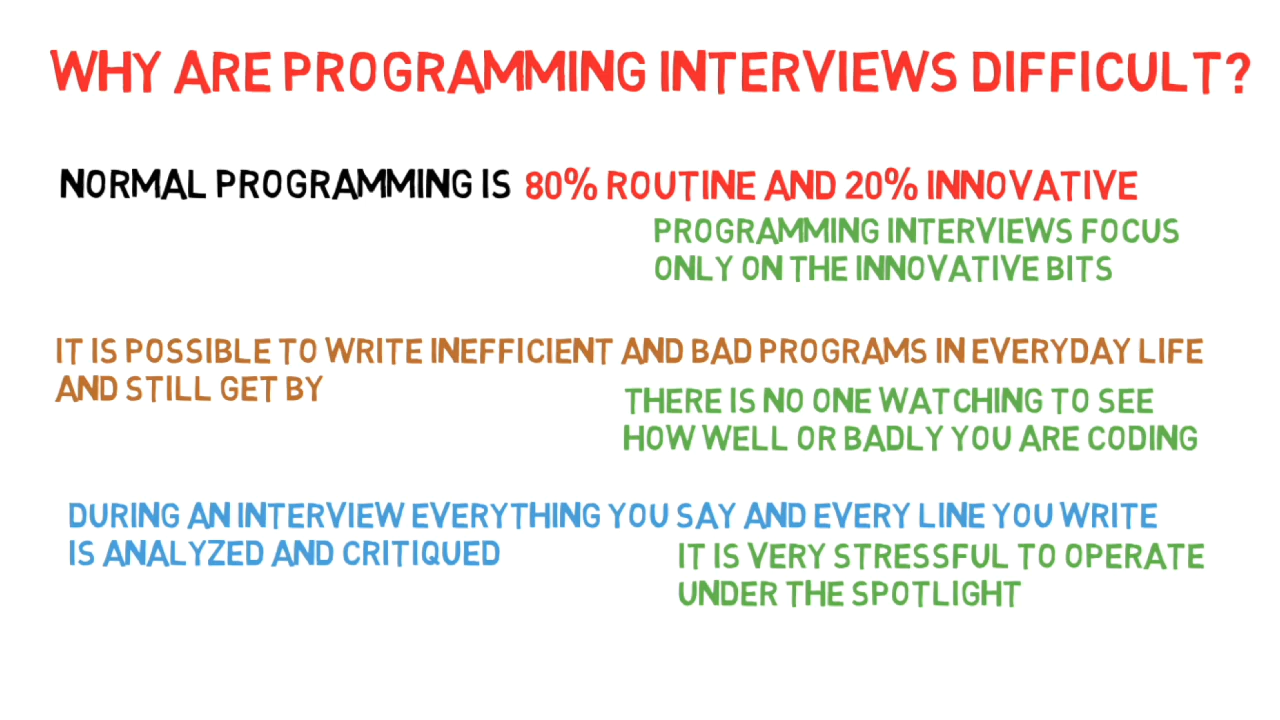 WHY ARE PROGRAMMING INTERVIEWS DIFFICULT?
NORMAL PROGRAMMING IS 80% ROUTINE AND 20% INNOVATIVE
PROGRAMMING INTERVIEWS FOCUS
ONLY ON THE INNOVATIVE BITS
IT IS POSSIBLE TO WRITE INEFFICIENT AND BAD PROGRAMS IN EVERYDAY LIFE
AND STILL GET BY
THERE IS NO ONE WATCHING TO SEE
HOW WELL OR BADLY YOU ARE CODING
DURING AN INTERVIEW EVERYTHING YOU SAY AND EVERY LINE YOU WRITE
IS ANALYZED AND CRITIQUED
IT IS VERY STRESSFUL TO OPERATE
UNDER THE SPOTLIGHT